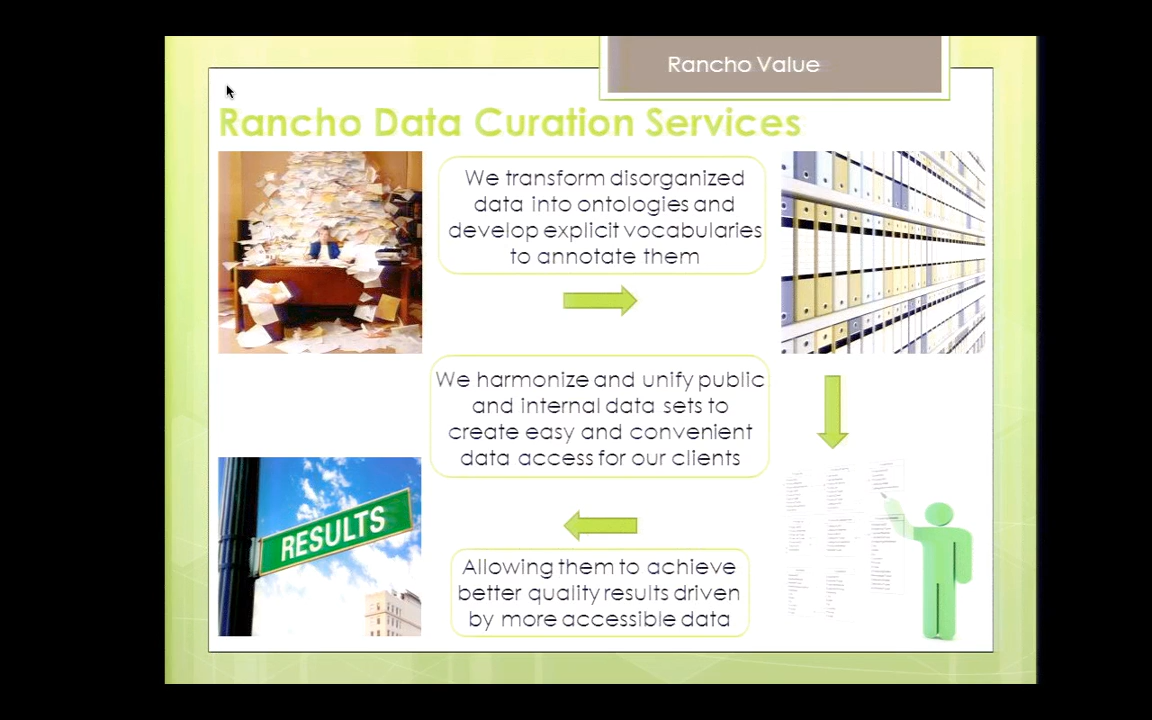 Rancho Value
Rancho Data Curation Services
We transform disorganized
data into ontologies and
develop explicit vocabularies
to annotate them
We harmonize and unify public
and internal data sets to
create easy and convenient
data access for our clients
RESULTS
Allowing them to achieve
better quality results driven
by more accessible data